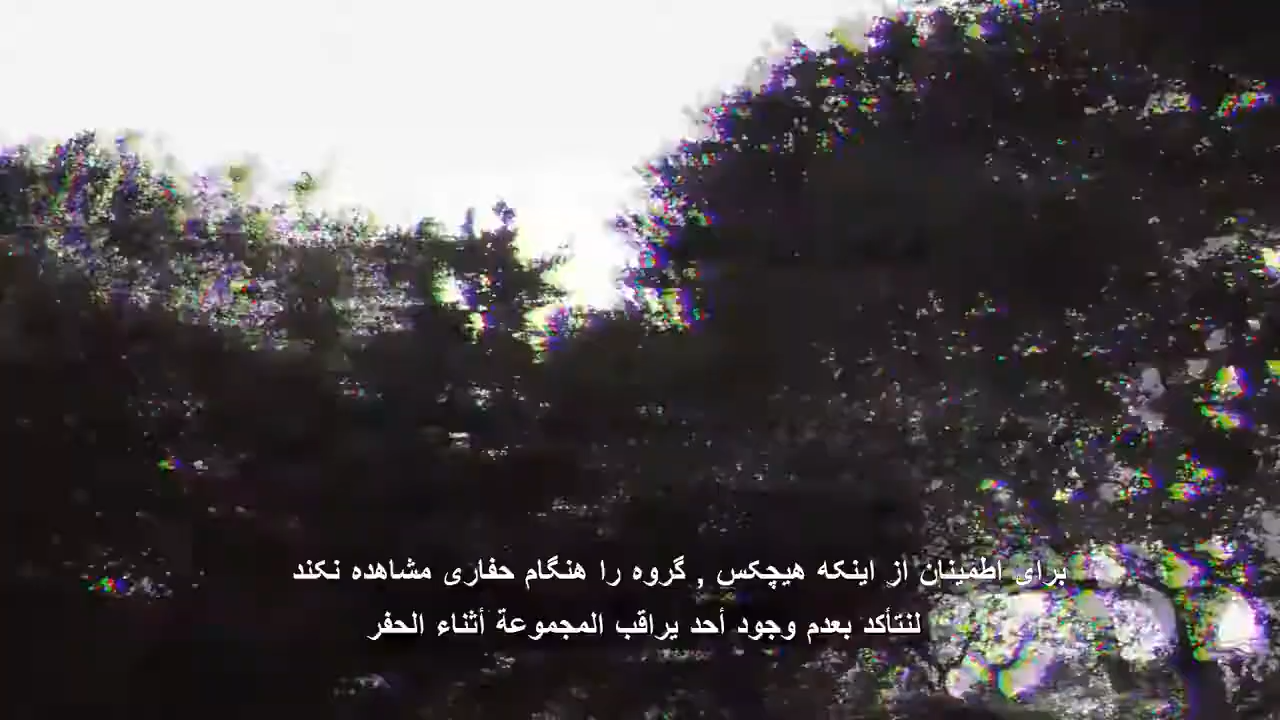 برای اطمینان از اینکه هیچکس , گروه را هنگام حفاری مشاهده نکند
لنتأكد بعدم وجود أحد يراقب المجموعة أثناء الحفر